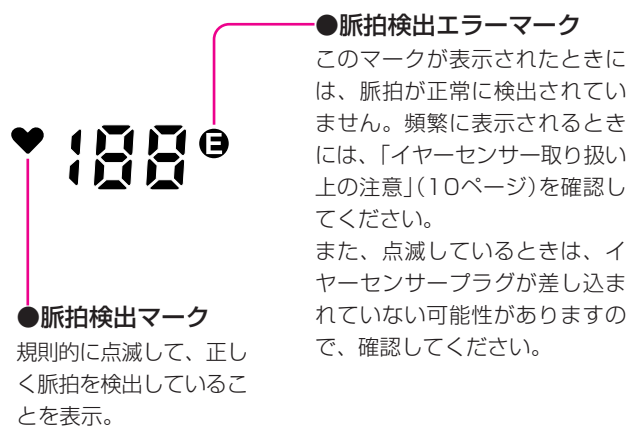 ●脈拍検出エラーマーク
このマークが表示されたときに
は、脈拍が正常に検出されてい
ません。頻繁に表示されるとき
には、「イヤーセンサー取り扱い
上の注意」(10ページ)を確認し
てください。
また、点滅しているときは、イ
ヤーセンサープラグが差し込ま
れていない可能性がありますの
で、確認してください。
♥ 188 E
●脈拍検出マーク
規則的に点滅して、正し
く脈拍を検出しているこ
とを表示。